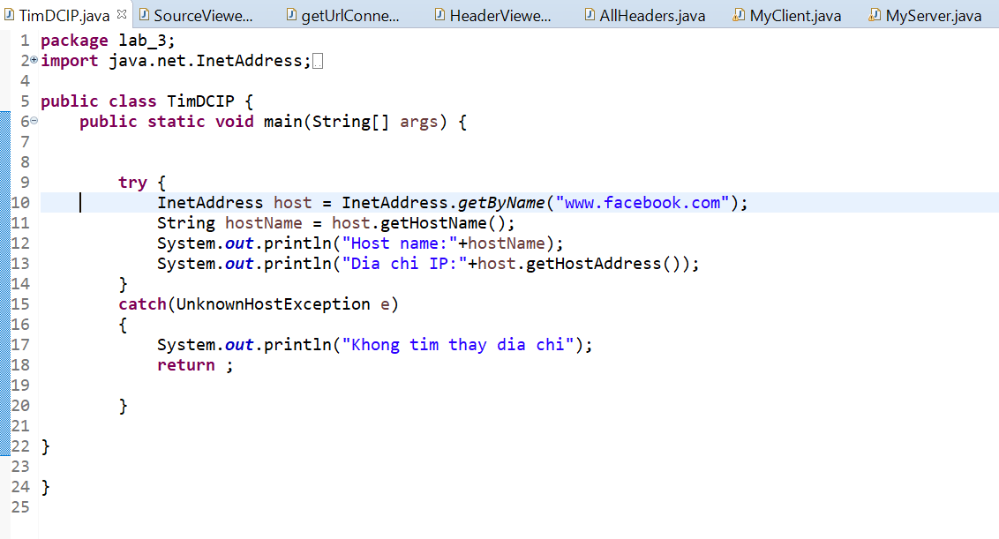 TimDCIP.java SourceViewe... getUrlConne... HeaderViewe... AllHeaders.java MyClient.java MyServer.java
1 package lab_3;
2 import java.net.InetAddress;
4
5 public class TimDCIP {
6 public static void main(String[] args) {
7
8
9 try {
10 InetAddress host = InetAddress.getByName("www.facebook.com");
11 String hostName = host.getHostName();
12 System.out.println("Host name:"+hostName);
13 System.out.println("Dia chi IP:"+host.getHostAddress());
14 }
15 catch(UnknownHostException e)
16 {
17 System.out.println("Khong tim thay dia chi");
18 return ;
19
20 }
21
22 }
23
24 }
25